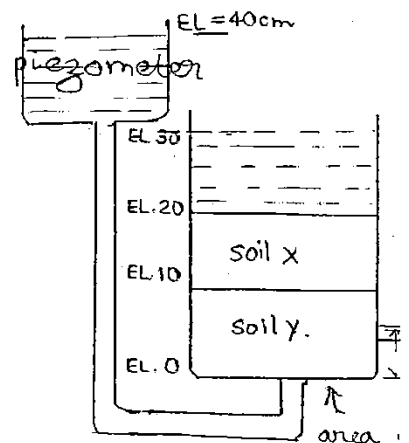 EL = 40cm
piezometer
EL 30
EL. 20
soil X
EL. 10
soil Y.
EL. 0
area